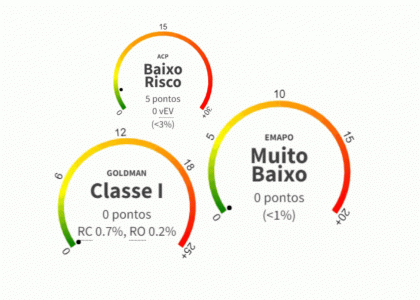 15
ACP
Baixo
Risco
5 pontos
0 vEV
(<3%)
0
30+
10
5
15
EMAPO
Muito
Baixo
0 pontos
(<1%)
0
20+
12
6
18
GOLDMAN
Classe I
0 pontos
RC 0.7%, RO 0.2%
0
25+